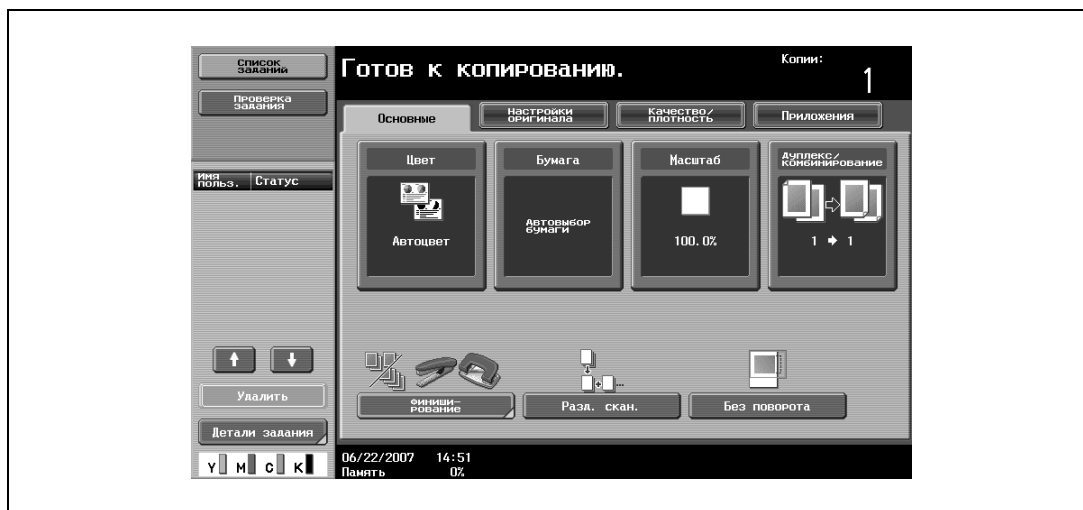 Список
заданий
Проверка
задания
Имя
польз.
Статус
Удалить
Детали задания
Y M C K
Готов к копированию.
Копии:
1
Основные
Настройки
оригинала
Качество/
плотность
Приложения
Цвет
Автоцвет
Бумага
Автовыбор
бумаги
Масштаб
100.0%
Дуплекс/
комбинирование
1 → 1
Финиши-
рование
Разд. скан.
Без поворота
06/22/2007 14:51
Память 0%